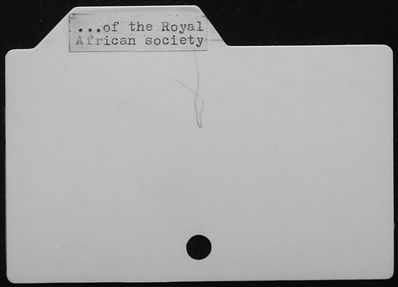 ...of the Royal
African society